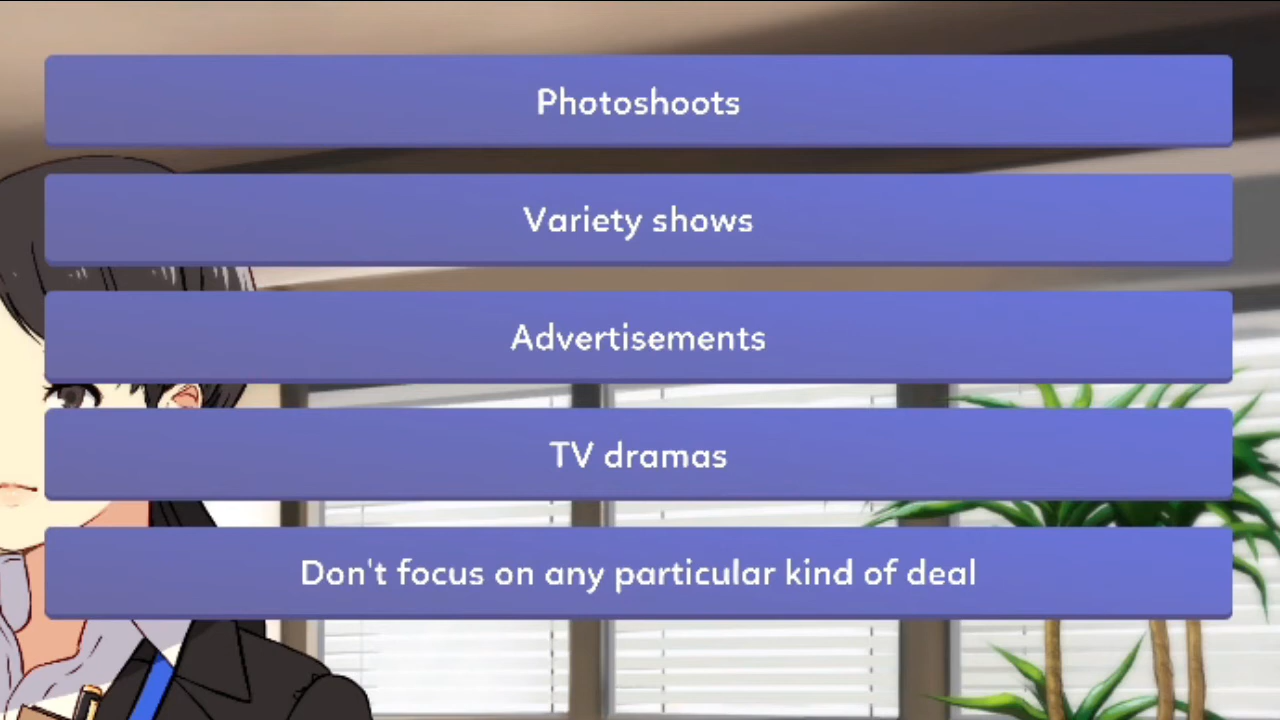 Photoshoots
Variety shows
Advertisements
TV dramas
Don't focus on any particular kind of deal